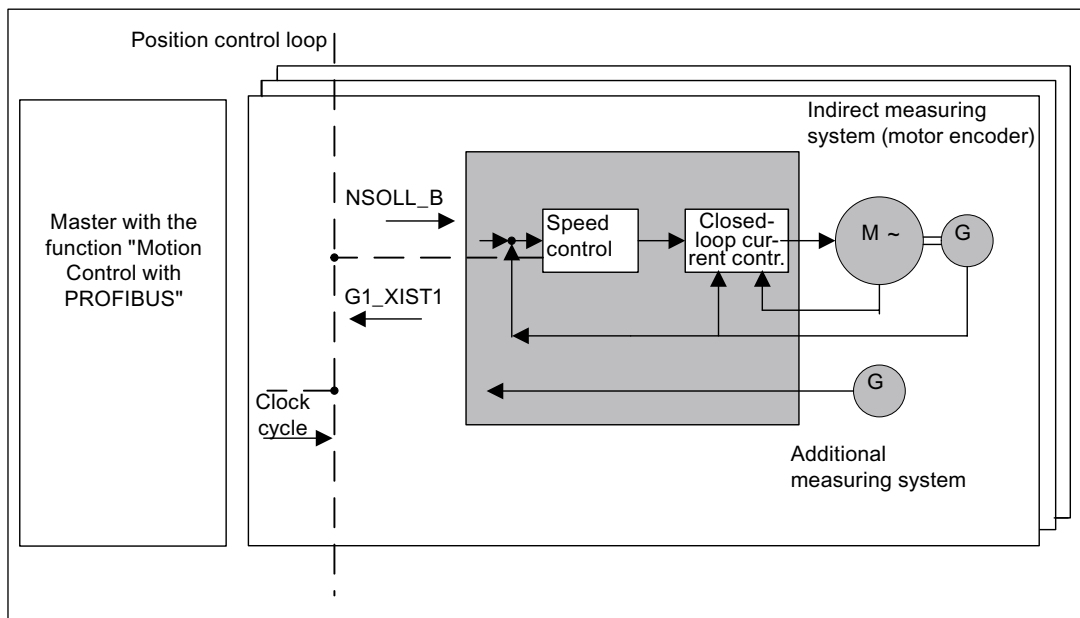 Position control loop
Master with the
function "Motion
Control with
PROFIBUS"
NSOLL_B
G1_XIST1
Clock
cycle
Speed
control
Closed-
loop cur-
rent contr.
Indirect measuring
system (motor encoder)
M ~
G
G
Additional
measuring system